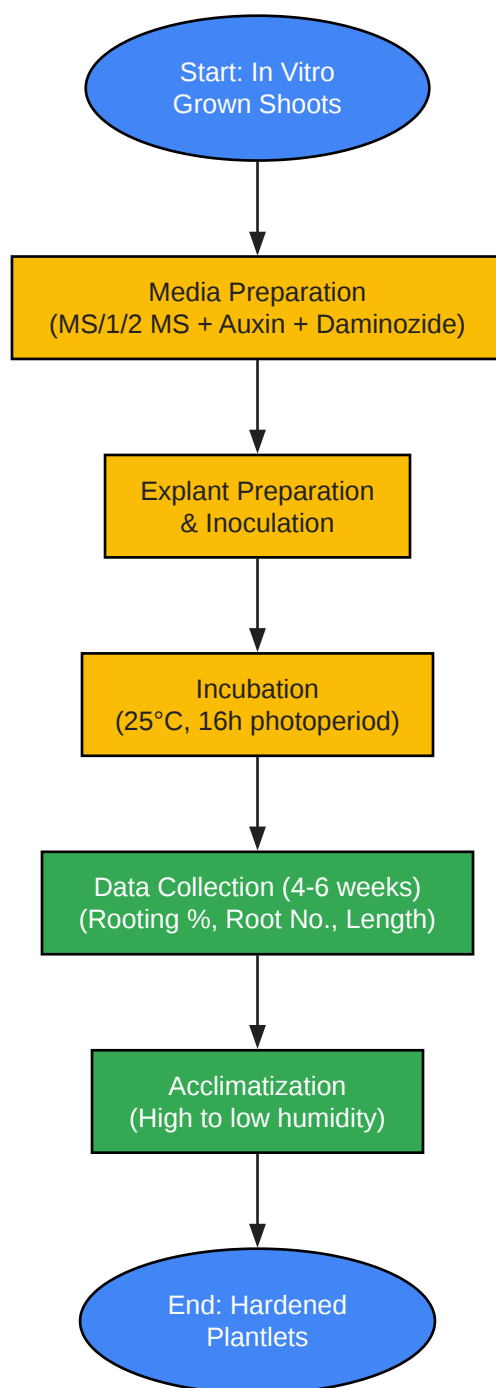 Start: In Vitro
Grown Shoots
Media Preparation
(MS/1/2 MS + Auxin + Daminozide)
Explant Preparation
& Inoculation
Incubation
(25°C, 16h photoperiod)
Data Collection (4-6 weeks)
(Rooting %, Root No., Length)
Acclimatization
(High to low humidity)
End: Hardened
Plantlets